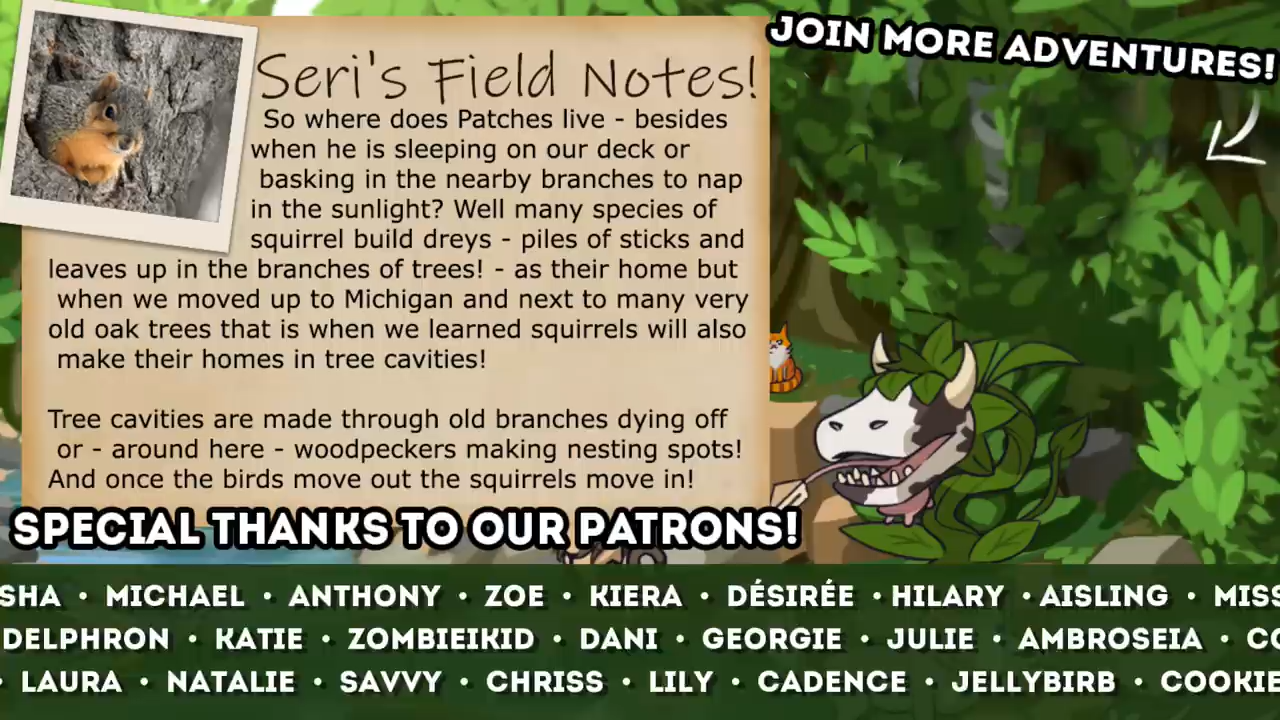 JOIN MORE ADVENTURES!
Seri's Field Notes!
So where does Patches live - besides
when he is sleeping on our deck or
basking in the nearby branches to nap
in the sunlight? Well many species of
squirrel build dreys - piles of sticks and
leaves up in the branches of trees! - as their home but
when we moved up to Michigan and next to many very
old oak trees that is when we learned squirrels will also
make their homes in tree cavities!
Tree cavities are made through old branches dying off
or - around here - woodpeckers making nesting spots!
And once the birds move out the squirrels move in!
SPECIAL THANKS TO OUR PATRONS!
SHA · MICHAEL · ANTHONY · ZOE · KIERA · DÉSIRÉE · HILARY · AISLING · MISS
DELPHRON · KATIE · ZOMBIEIKID · DANI · GEORGIE · JULIE · AMBROSEIA · CO
· LAURA · NATALIE · SAVVY · CHRISS · LILY · CADENCE · JELLYBIRB · COOKIE